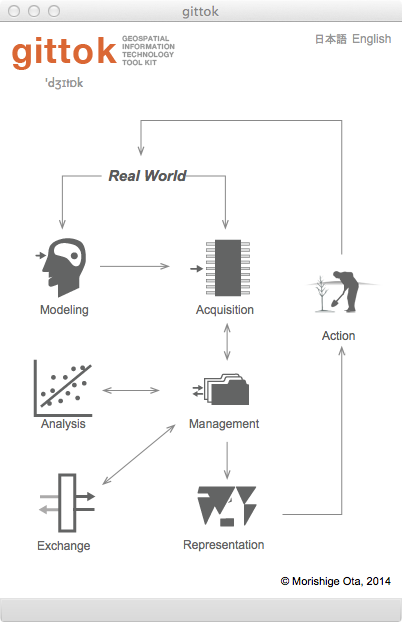 gittok
gittok
GEOSPATIAL
INFORMATION
TECHNOLOGY
TOOL KIT
日本語 English
ˈdʒɪtɒk
Real World
Modeling
Acquisition
Action
Analysis
Management
Exchange
Representation
© Morishige Ota, 2014